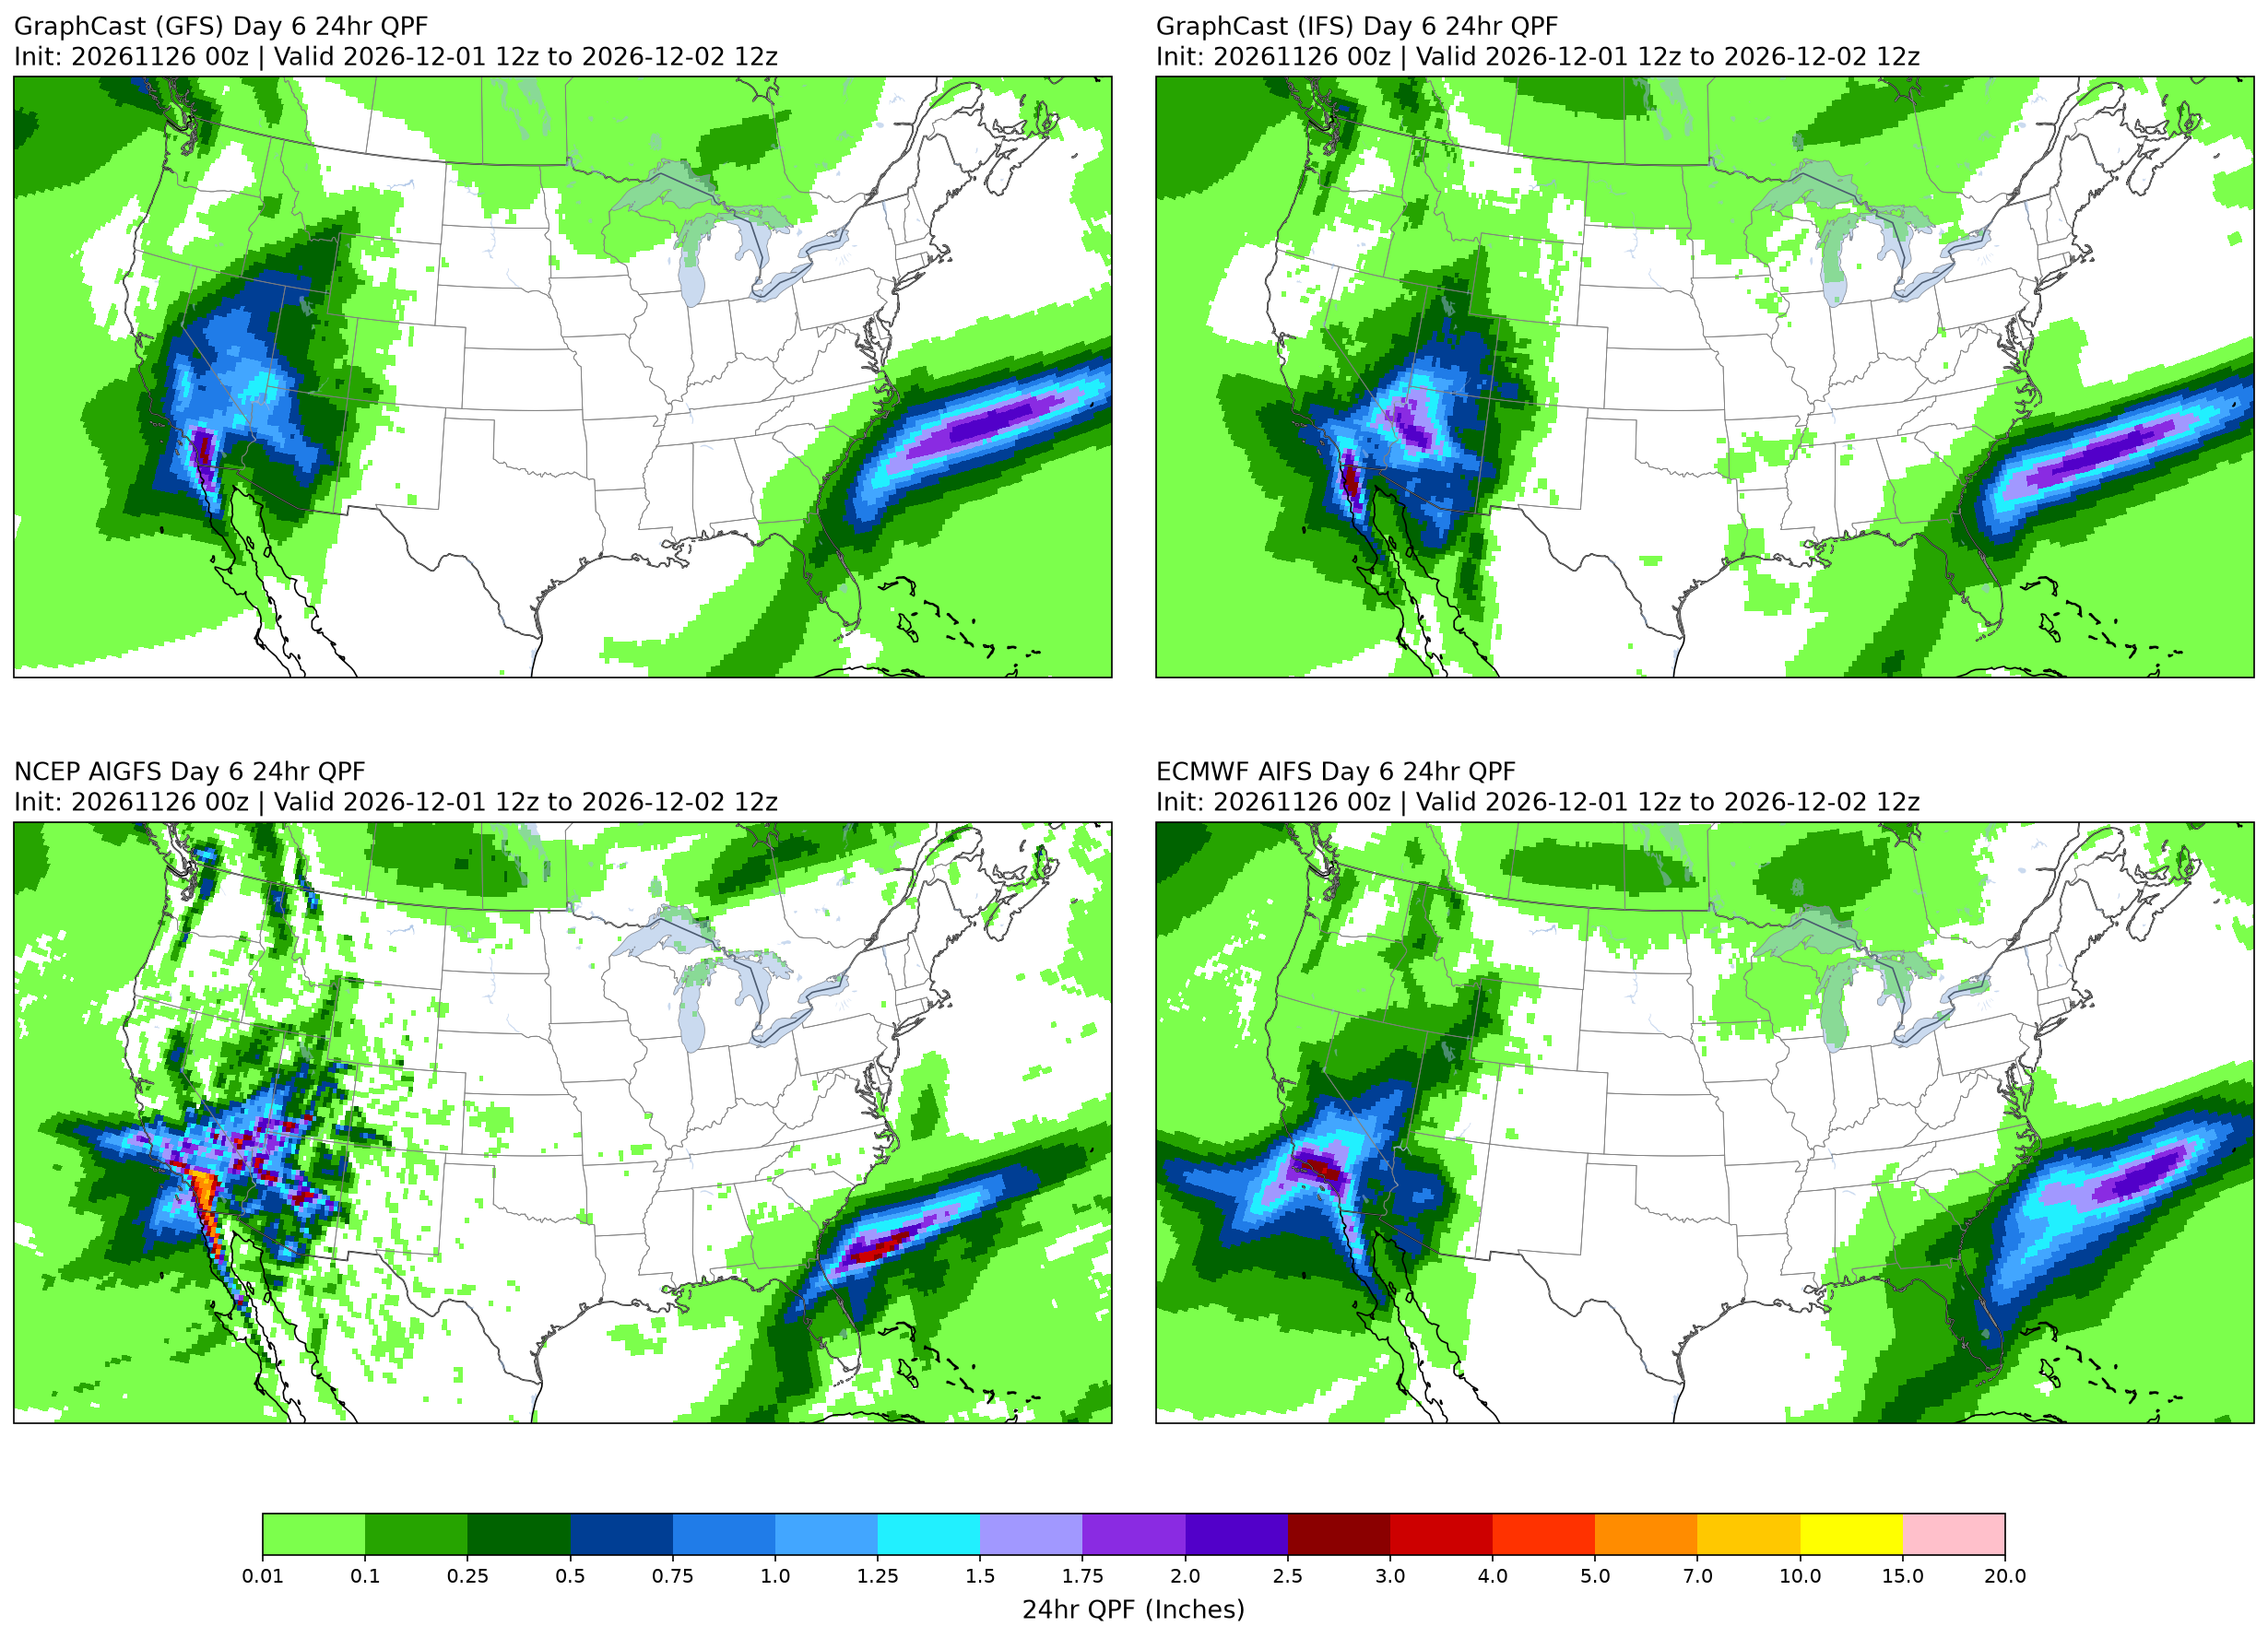 GraphCast (GFS) Day 6 24hr QPF
Init: 20261126 00z | Valid 2026-12-01 12z to 2026-12-02 12z
GraphCast (IFS) Day 6 24hr QPF
Init: 20261126 00z | Valid 2026-12-01 12z to 2026-12-02 12z
NCEP AIGFS Day 6 24hr QPF
Init: 20261126 00z | Valid 2026-12-01 12z to 2026-12-02 12z
ECMWF AIFS Day 6 24hr QPF
Init: 20261126 00z | Valid 2026-12-01 12z to 2026-12-02 12z
0.01 0.1 0.25 0.5 0.75 1.0 1.25 1.5 1.75 2.0 2.5 3.0 4.0 5.0 7.0 10.0 15.0 20.0
24hr QPF (Inches)